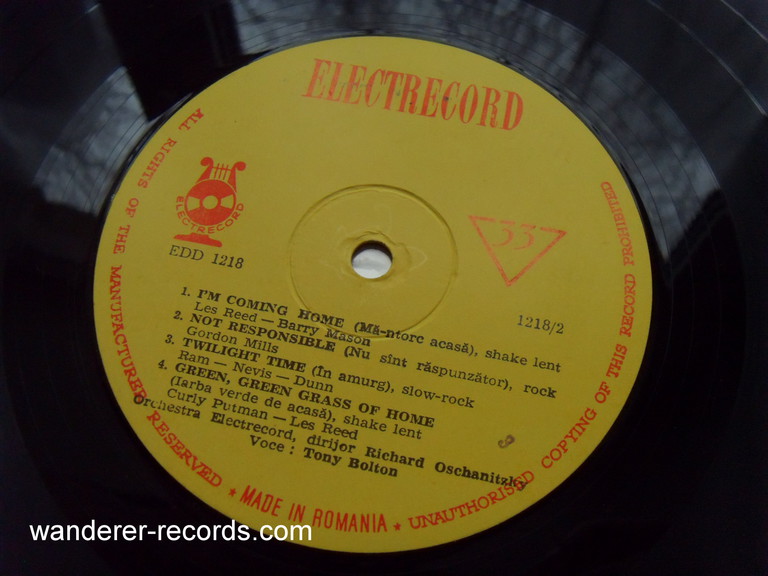 ELECTRECORD
ELECTRECORD
EDD 1218
33
1218/2
1. I'M COMING HOME (Mă-ntorc acasă), shake lent
Les Reed — Barry Mason
2. NOT RESPONSIBLE (Nu sînt răspunzător), rock
Gordon Mills
3. TWILIGHT TIME (În amurg), slow-rock
Ram — Nevis — Dunn
4. GREEN, GREEN GRASS OF HOME
(Iarba verde de acasă), shake lent
Curly Putman — Les Reed
Orchestra Electrecord, dirijor Richard Oschanitzky
Voce : Tony Bolton
ALL RIGHTS OF THE MANUFACTURER RESERVED ★ MADE IN ROMANIA ★ UNAUTHORISED COPYING OF THIS RECORD PROHIBITED
wanderer-records.com